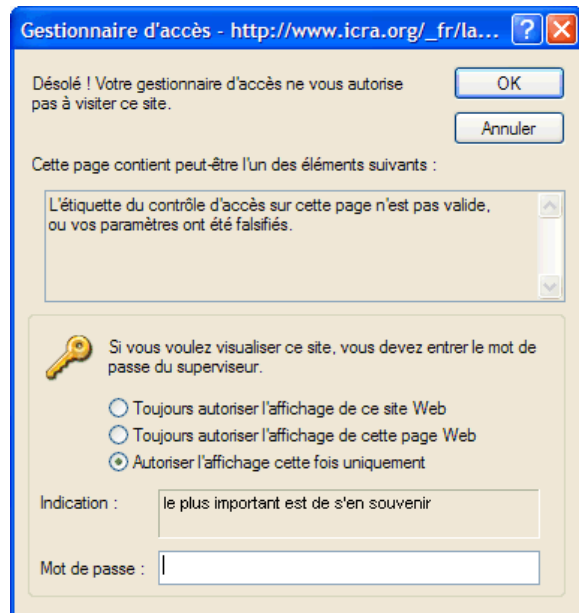 Gestionnaire d'accès - http://www.icra.org/_fr/la...
Désolé ! Votre gestionnaire d'accès ne vous autorise
pas à visiter ce site.
OK
Annuler
Cette page contient peut-être l'un des éléments suivants :
L'étiquette du contrôle d'accès sur cette page n'est pas valide,
ou vos paramètres ont été falsifiés.
Si vous voulez visualiser ce site, vous devez entrer le mot de
passe du superviseur.
Toujours autoriser l'affichage de ce site Web
Toujours autoriser l'affichage de cette page Web
Autoriser l'affichage cette fois uniquement
Indication : le plus important est de s'en souvenir
Mot de passe :